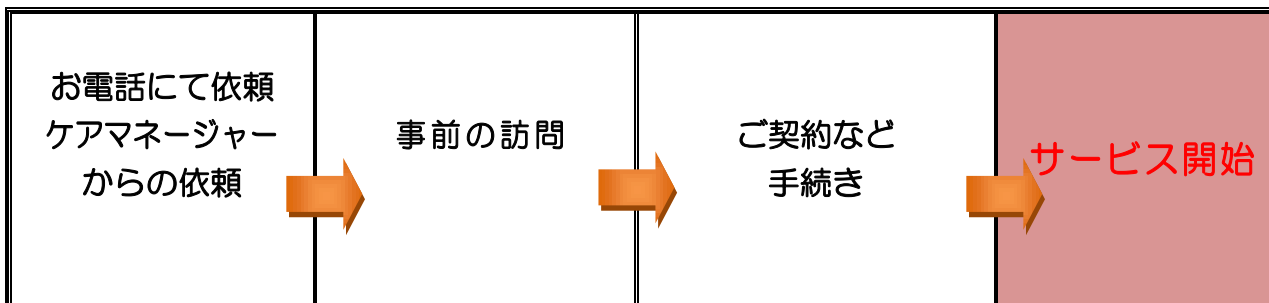 お電話にて依頼
ケアマネージャー
からの依頼
事前の訪問
ご契約など
手続き
サービス開始